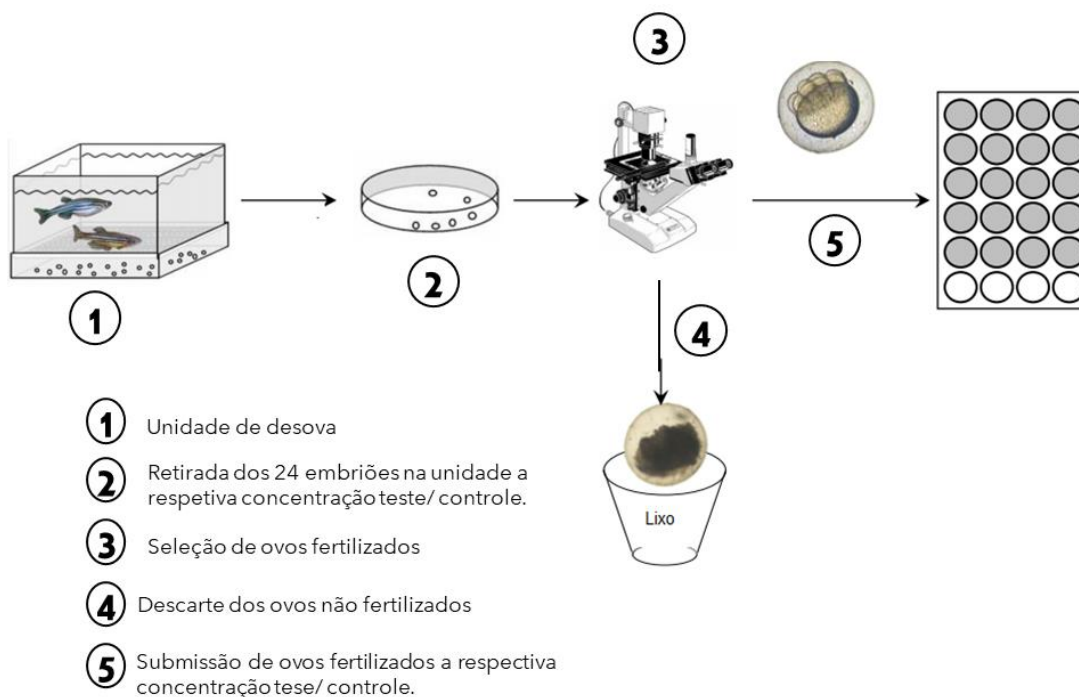 3
1
2
5
4
Lixo
1 Unidade de desova
2 Retirada dos 24 embriões na unidade a
respetiva concentração teste/ controle.
3 Seleção de ovos fertilizados
4 Descarte dos ovos não fertilizados
5 Submissão de ovos fertilizados a respectiva
concentração tese/ controle.